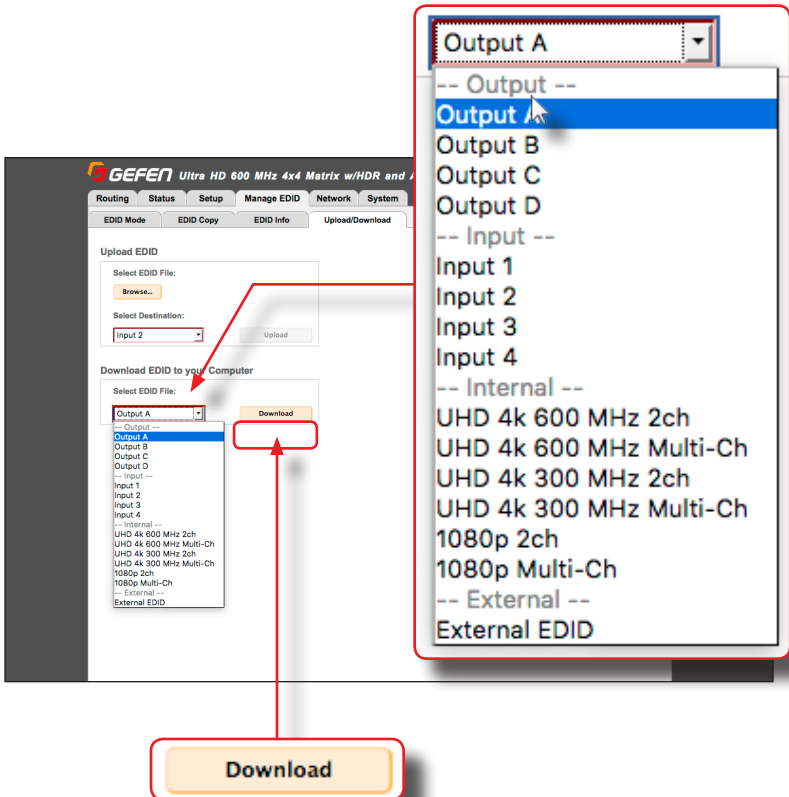 Output A
-- Output --
Output A
Output B
Output C
Output D
-- Input --
Input 1
Input 2
Input 3
Input 4
-- Internal --
UHD 4k 600 MHz 2ch
UHD 4k 600 MHz Multi-Ch
UHD 4k 300 MHz 2ch
UHD 4k 300 MHz Multi-Ch
1080p 2ch
1080p Multi-Ch
-- External --
External EDID
GEFEN Ultra HD 600 MHz 4x4 Matrix w/HDR and
Routing Status Setup Manage EDID Network System
EDID Mode EDID Copy EDID Info Upload/Download
Upload EDID
Select EDID File:
Browse...
Select Destination:
Input 2 Upload
Download EDID to your Computer
Select EDID File:
Output A Download
-- Output --
Output A
Output B
Output C
Output D
-- Input --
Input 1
Input 2
Input 3
Input 4
-- Internal --
UHD 4k 600 MHz 2ch
UHD 4k 600 MHz Multi-Ch
UHD 4k 300 MHz 2ch
UHD 4k 300 MHz Multi-Ch
1080p 2ch
1080p Multi-Ch
-- External --
External EDID
Download